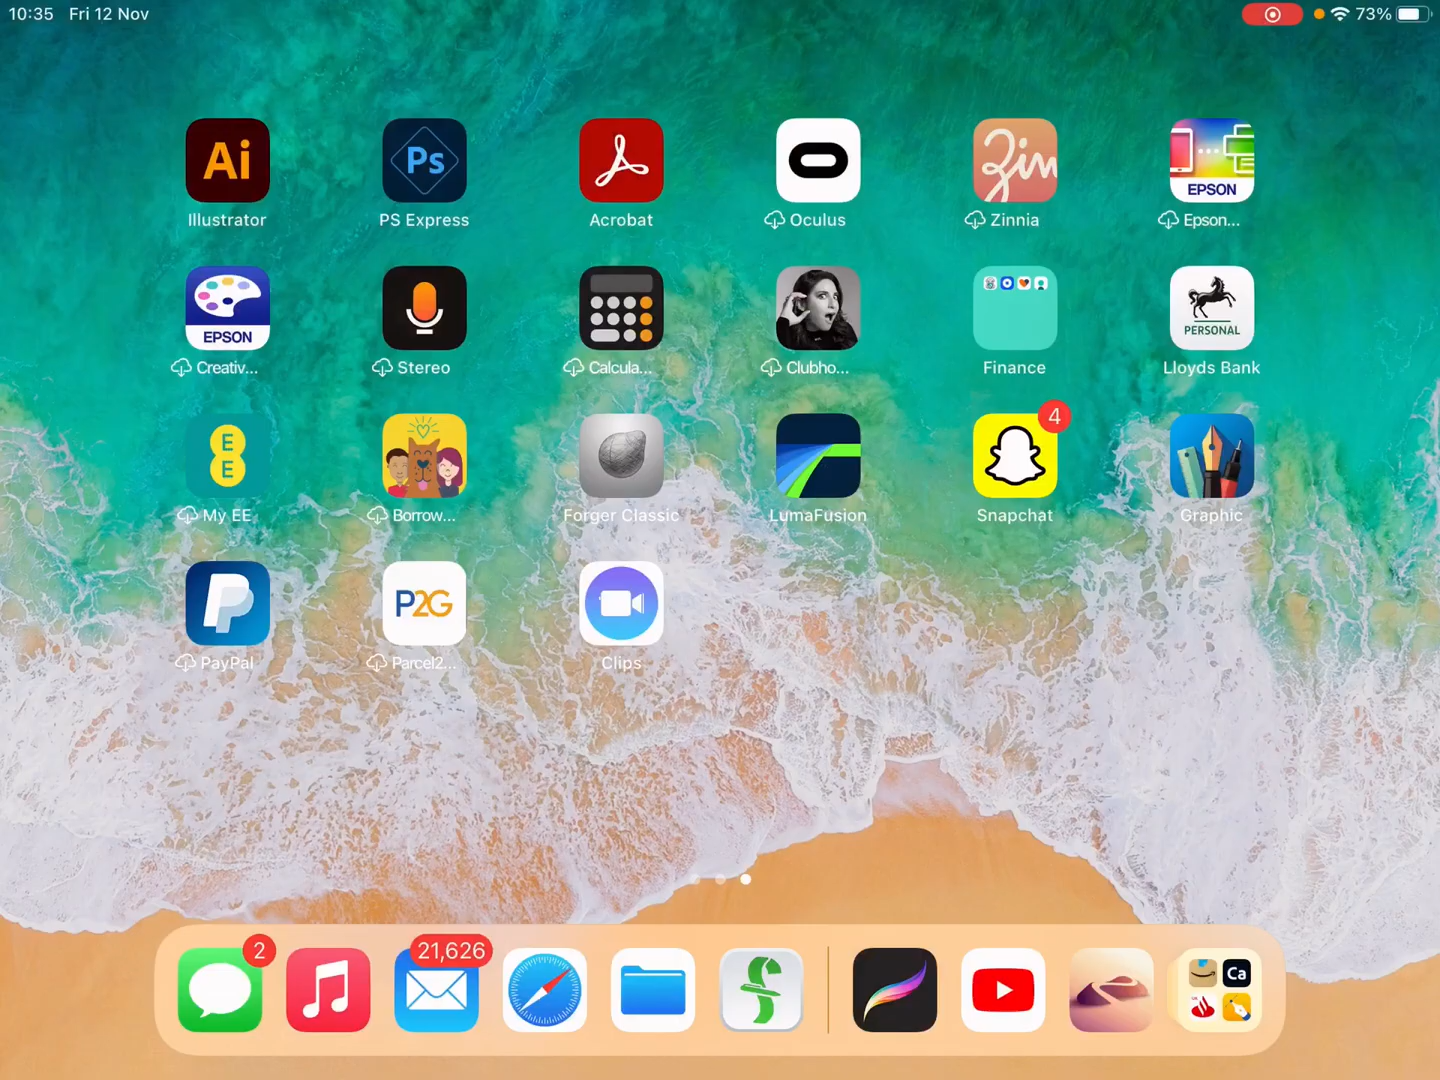 10:35 Fri 12 Nov 73%
Ai Ps Zin EPSON
Illustrator PS Express Acrobat Oculus Zinnia Epson...
EPSON PERSONAL
Creativ... Stereo Calcula... Clubho... Finance Lloyds Bank
E E 4
My EE Borrow... Forger Classic LumaFusion Snapchat Graphic
P P2G
PayPal Parcel2... Clips
2 21,626 Ca